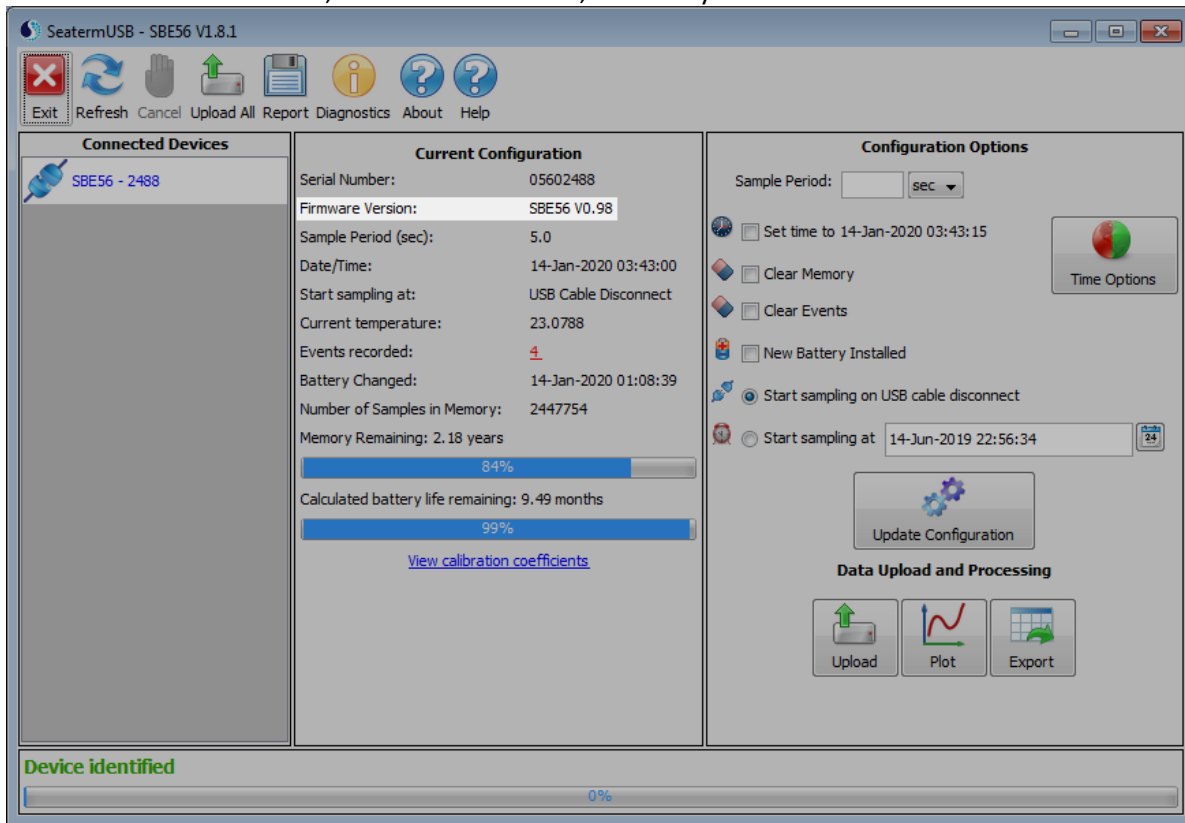 SeatermUSB - SBE56 V1.8.1
Exit Refresh Cancel Upload All Report Diagnostics About Help
Connected Devices
SBE56 - 2488
Current Configuration
Serial Number: 05602488
Firmware Version: SBE56 V0.98
Sample Period (sec): 5.0
Date/Time: 14-Jan-2020 03:43:00
Start sampling at: USB Cable Disconnect
Current temperature: 23.0788
Events recorded: 4
Battery Changed: 14-Jan-2020 01:08:39
Number of Samples in Memory: 2447754
Memory Remaining: 2.18 years
84%
Calculated battery life remaining: 9.49 months
99%
View calibration coefficients
Configuration Options
Sample Period: sec
Set time to 14-Jan-2020 03:43:15
Clear Memory
Time Options
Clear Events
New Battery Installed
Start sampling on USB cable disconnect
Start sampling at 14-Jun-2019 22:56:34
24
Update Configuration
Data Upload and Processing
Upload Plot Export
Device identified
0%